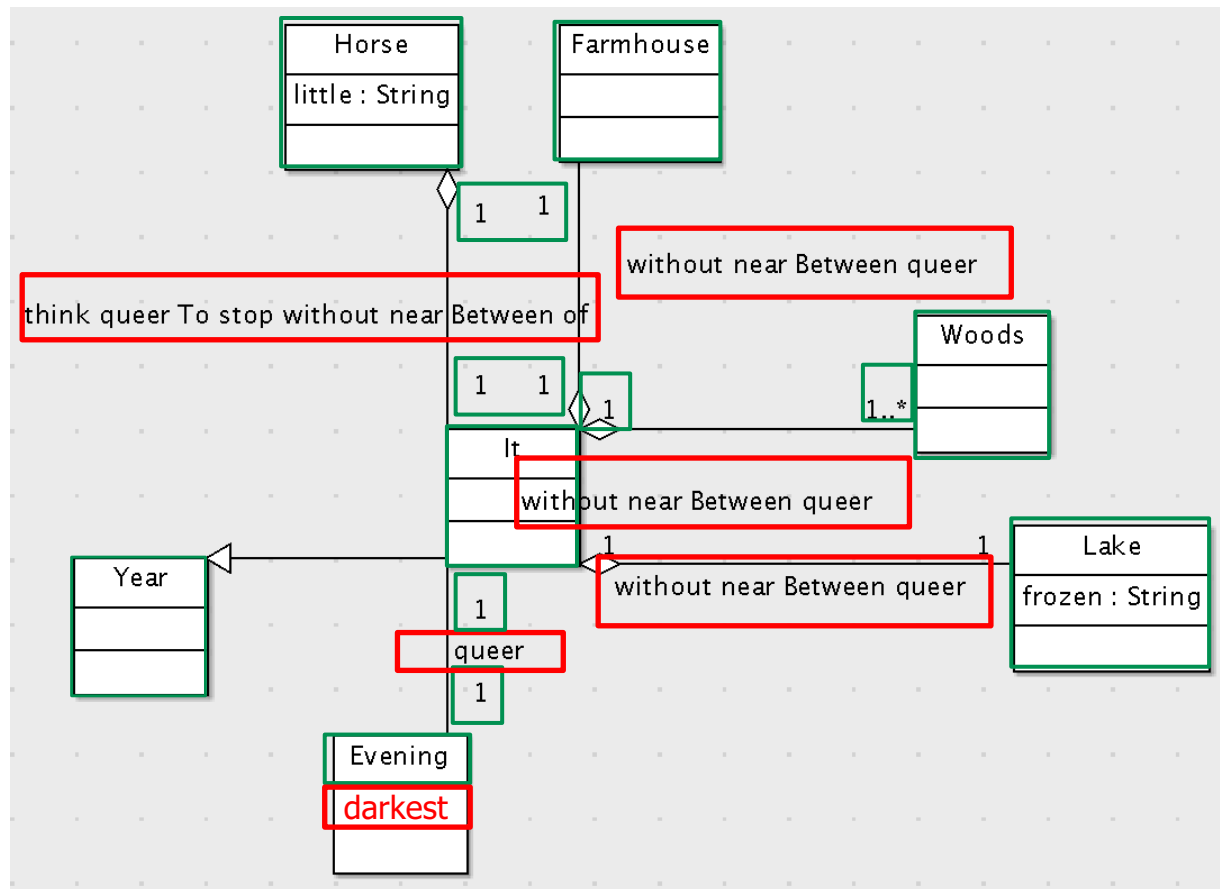 Horse
little : String
Farmhouse
1 1
without near Between queer
think queer To stop without near Between of
Woods
1 1
1
1..*
It
without near Between queer
1
1
Lake
frozen : String
without near Between queer
Year
1
queer
1
Evening
darkest